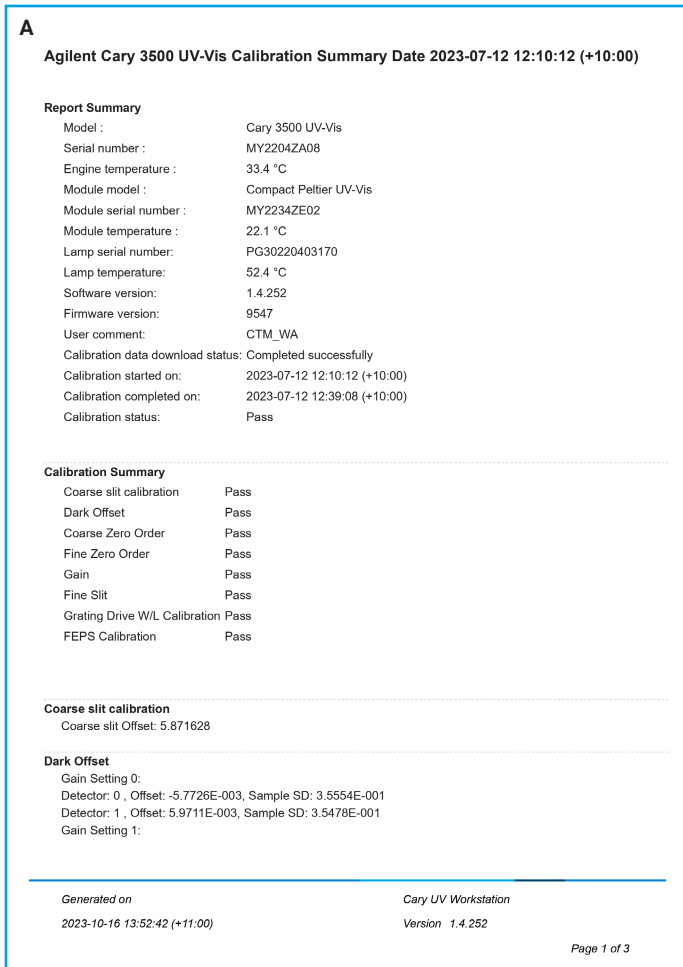 A
Agilent Cary 3500 UV-Vis Calibration Summary Date 2023-07-12 12:10:12 (+10:00)
Report Summary
Model : Cary 3500 UV-Vis
Serial number : MY2204ZA08
Engine temperature : 33.4 °C
Module model : Compact Peltier UV-Vis
Module serial number : MY2234ZE02
Module temperature : 22.1 °C
Lamp serial number: PG30220403170
Lamp temperature: 52.4 °C
Software version: 1.4.252
Firmware version: 9547
User comment: CTM_WA
Calibration data download status: Completed successfully
Calibration started on: 2023-07-12 12:10:12 (+10:00)
Calibration completed on: 2023-07-12 12:39:08 (+10:00)
Calibration status: Pass
Calibration Summary
Coarse slit calibration Pass
Dark Offset Pass
Coarse Zero Order Pass
Fine Zero Order Pass
Gain Pass
Fine Slit Pass
Grating Drive W/L Calibration Pass
FEPS Calibration Pass
Coarse slit calibration
Coarse slit Offset: 5.871628
Dark Offset
Gain Setting 0:
Detector: 0 , Offset: -5.7726E-003, Sample SD: 3.5554E-001
Detector: 1 , Offset: 5.9711E-003, Sample SD: 3.5478E-001
Gain Setting 1:
Generated on Cary UV Workstation
2023-10-16 13:52:42 (+11:00) Version 1.4.252
Page 1 of 3